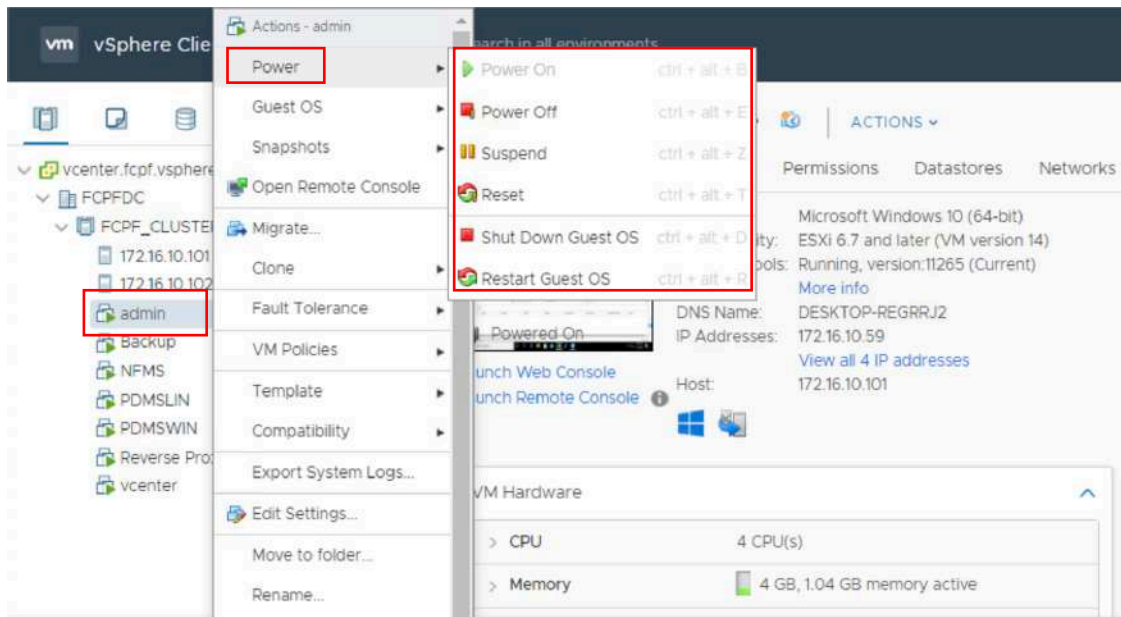 vm vSphere Clie
Actions - admin
search in all environments
Power
Power On ctrl + alt + B
Guest OS
Power Off ctrl + alt + E
ACTIONS
Snapshots
Suspend ctrl + alt + Z
vcenter.fcpf.vsphere
Permissions Datastores Networks
Open Remote Console
Reset ctrl + alt + T
FCPFDC
Microsoft Windows 10 (64-bit)
FCPF_CLUSTE
Migrate...
Shut Down Guest OS ctrl + alt + D
ity: ESXi 6.7 and later (VM version 14)
172.16.10.101
ools: Running, version:11265 (Current)
Clone
Restart Guest OS ctrl + alt + R
172.16.10.102
More info
admin
Fault Tolerance
DNS Name: DESKTOP-REGRRJ2
Powered On
IP Addresses: 172.16.10.59
Backup
VM Policies
View all 4 IP addresses
NFMS
unch Web Console
Host: 172.16.10.101
PDMSLIN
Template
unch Remote Console
PDMSWIN
Compatibility
Reverse Pro
Export System Logs...
vcenter
VM Hardware
Edit Settings...
CPU 4 CPU(s)
Move to folder...
Memory 4 GB, 1.04 GB memory active
Rename...